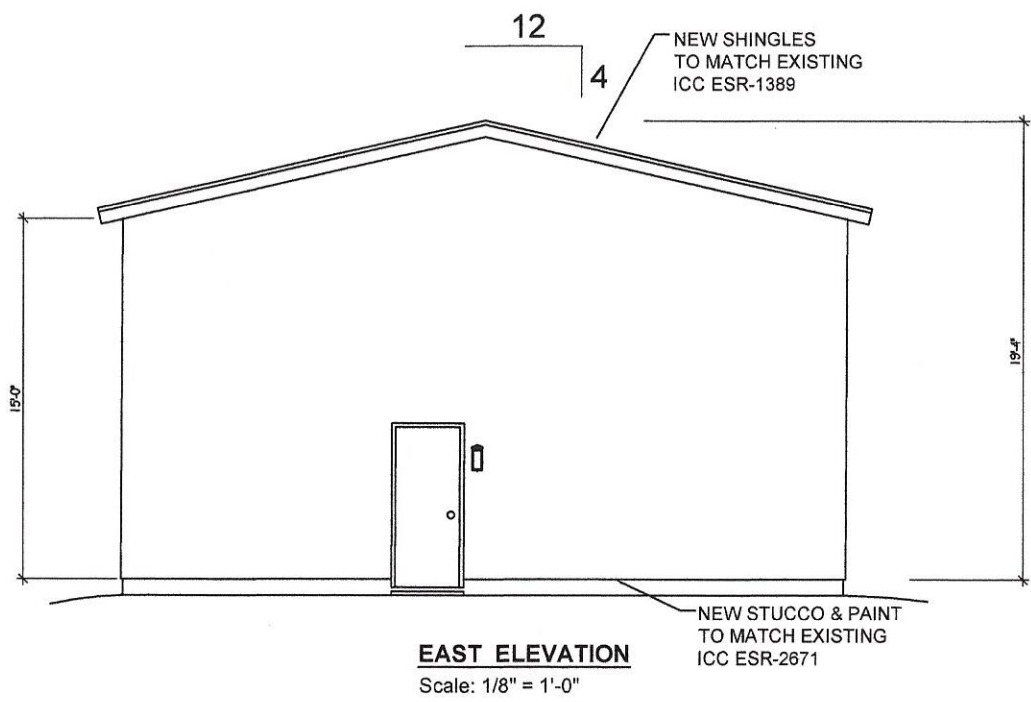 12
4
NEW SHINGLES
TO MATCH EXISTING
ICC ESR-1389
15'-0"
19'-4"
NEW STUCCO & PAINT
TO MATCH EXISTING
ICC ESR-2671
EAST ELEVATION
Scale: 1/8" = 1'-0"